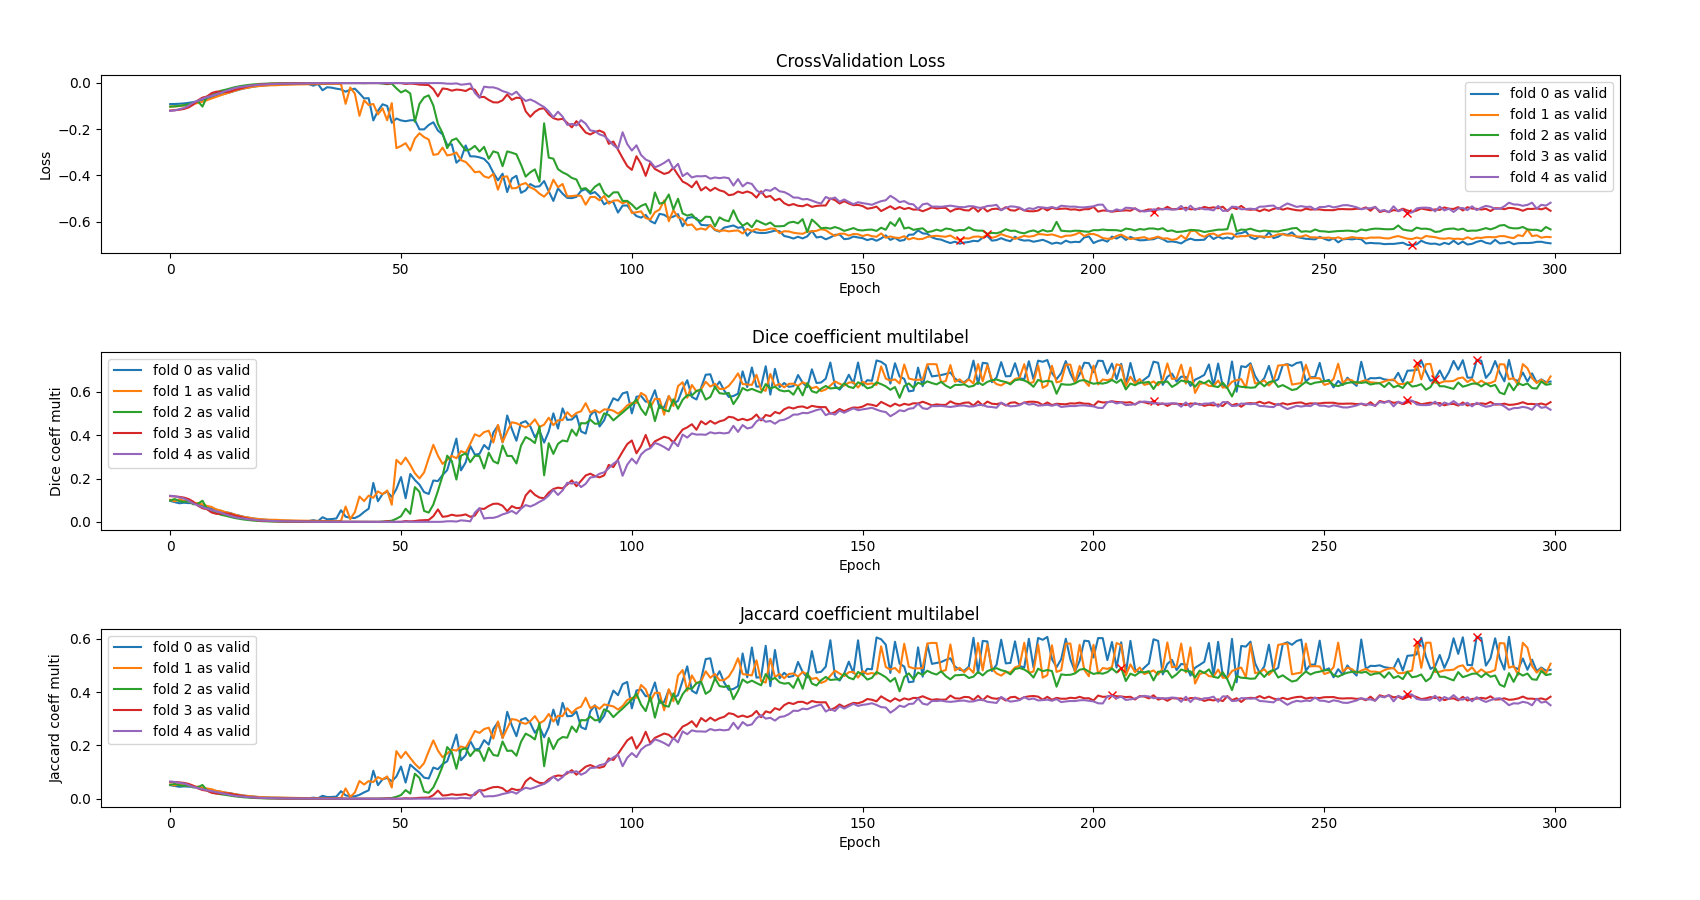 CrossValidation Loss
0.0
−0.2
−0.4
−0.6
Loss
fold 0 as valid
fold 1 as valid
fold 2 as valid
fold 3 as valid
fold 4 as valid
0 50 100 150 200 250 300
Epoch
Dice coefficient multilabel
0.6
0.4
0.2
0.0
Dice coeff multi
fold 0 as valid
fold 1 as valid
fold 2 as valid
fold 3 as valid
fold 4 as valid
0 50 100 150 200 250 300
Epoch
Jaccard coefficient multilabel
0.6
0.4
0.2
0.0
Jaccard coeff multi
fold 0 as valid
fold 1 as valid
fold 2 as valid
fold 3 as valid
fold 4 as valid
0 50 100 150 200 250 300
Epoch